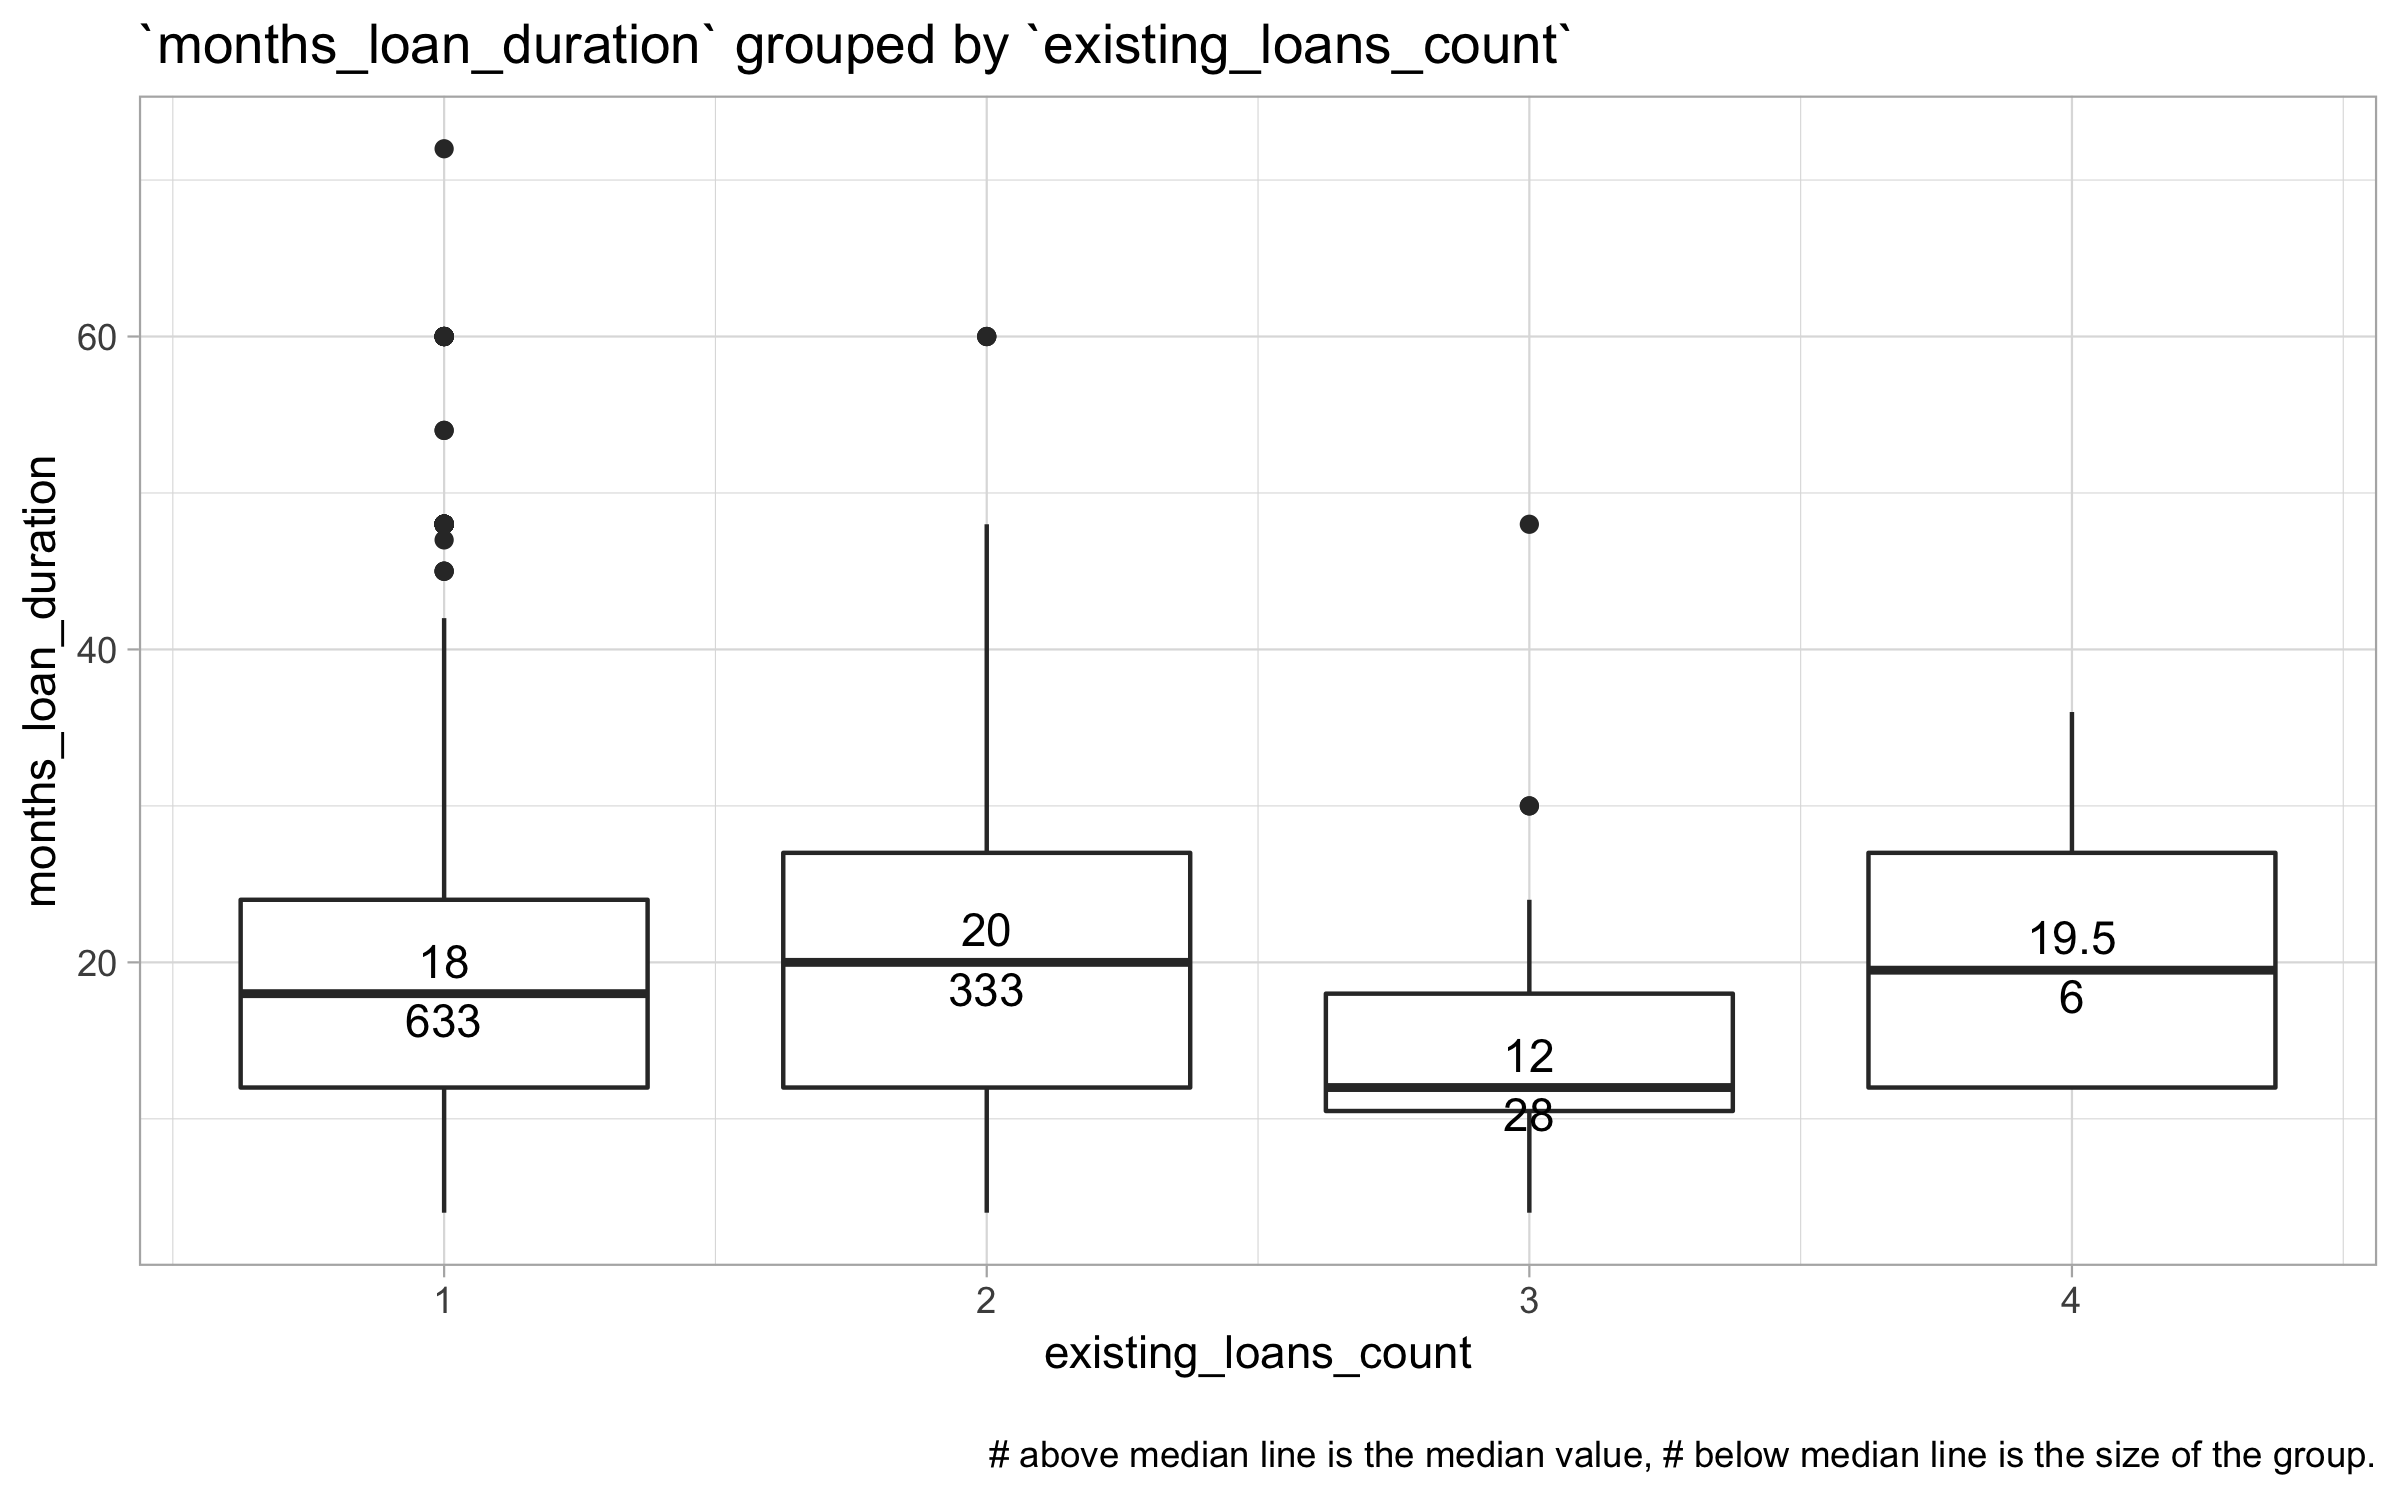 `months_loan_duration` grouped by `existing_loans_count`
months_loan_duration
60
40
20
18
633
20
333
12
28
19.5
6
1 2 3 4
existing_loans_count
# above median line is the median value, # below median line is the size of the group.